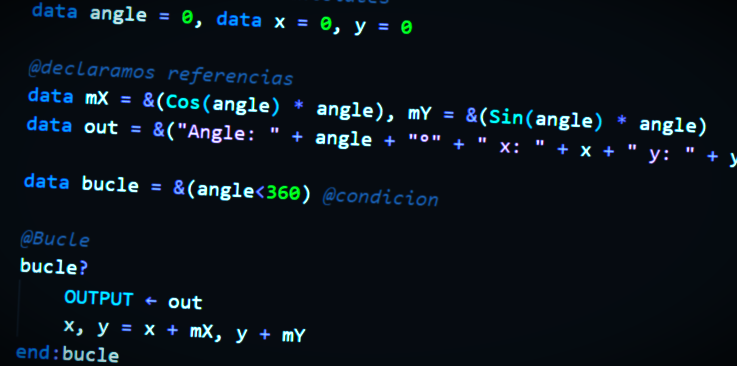 data angle = 0, data x = 0, y = 0
@declaramos referencias
data mX = &(Cos(angle) * angle), mY = &(Sin(angle) * angle)
data out = &("Angle: " + angle + "°" + " x: " + x + " y: " + y
data bucle = &(angle<360) @condicion
@Bucle
bucle?
OUTPUT ← out
x, y = x + mX, y + mY
end:bucle